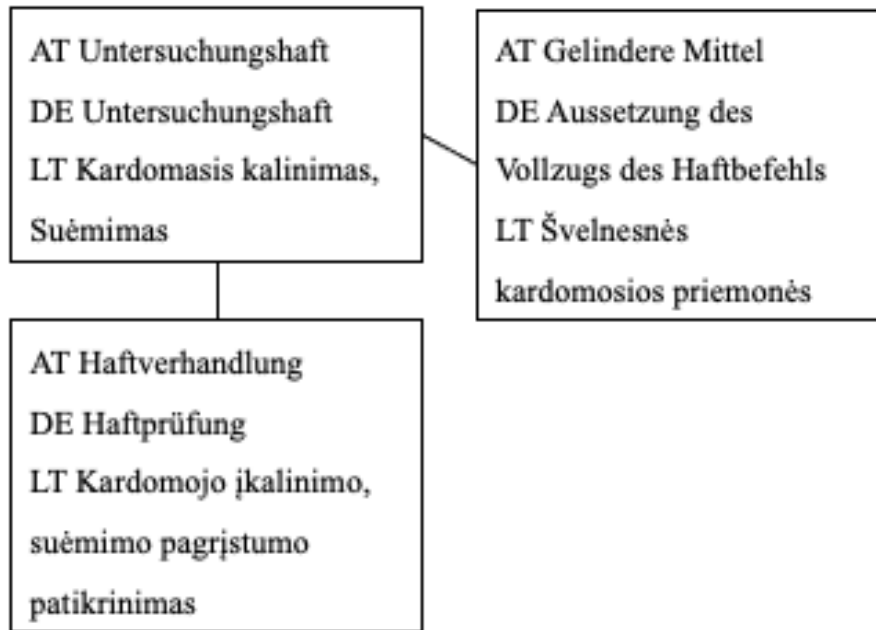 AT Untersuchungshaft
DE Untersuchungshaft
LT Kardomasis kalinimas,
Suėmimas
AT Gelindere Mittel
DE Aussetzung des
Vollzugs des Haftbefehls
LT Švelnesnės
kardomosios priemonės
AT Haftverhandlung
DE Haftprüfung
LT Kardomojo įkalinimo,
suėmimo pagrįstumo
patikrinimas